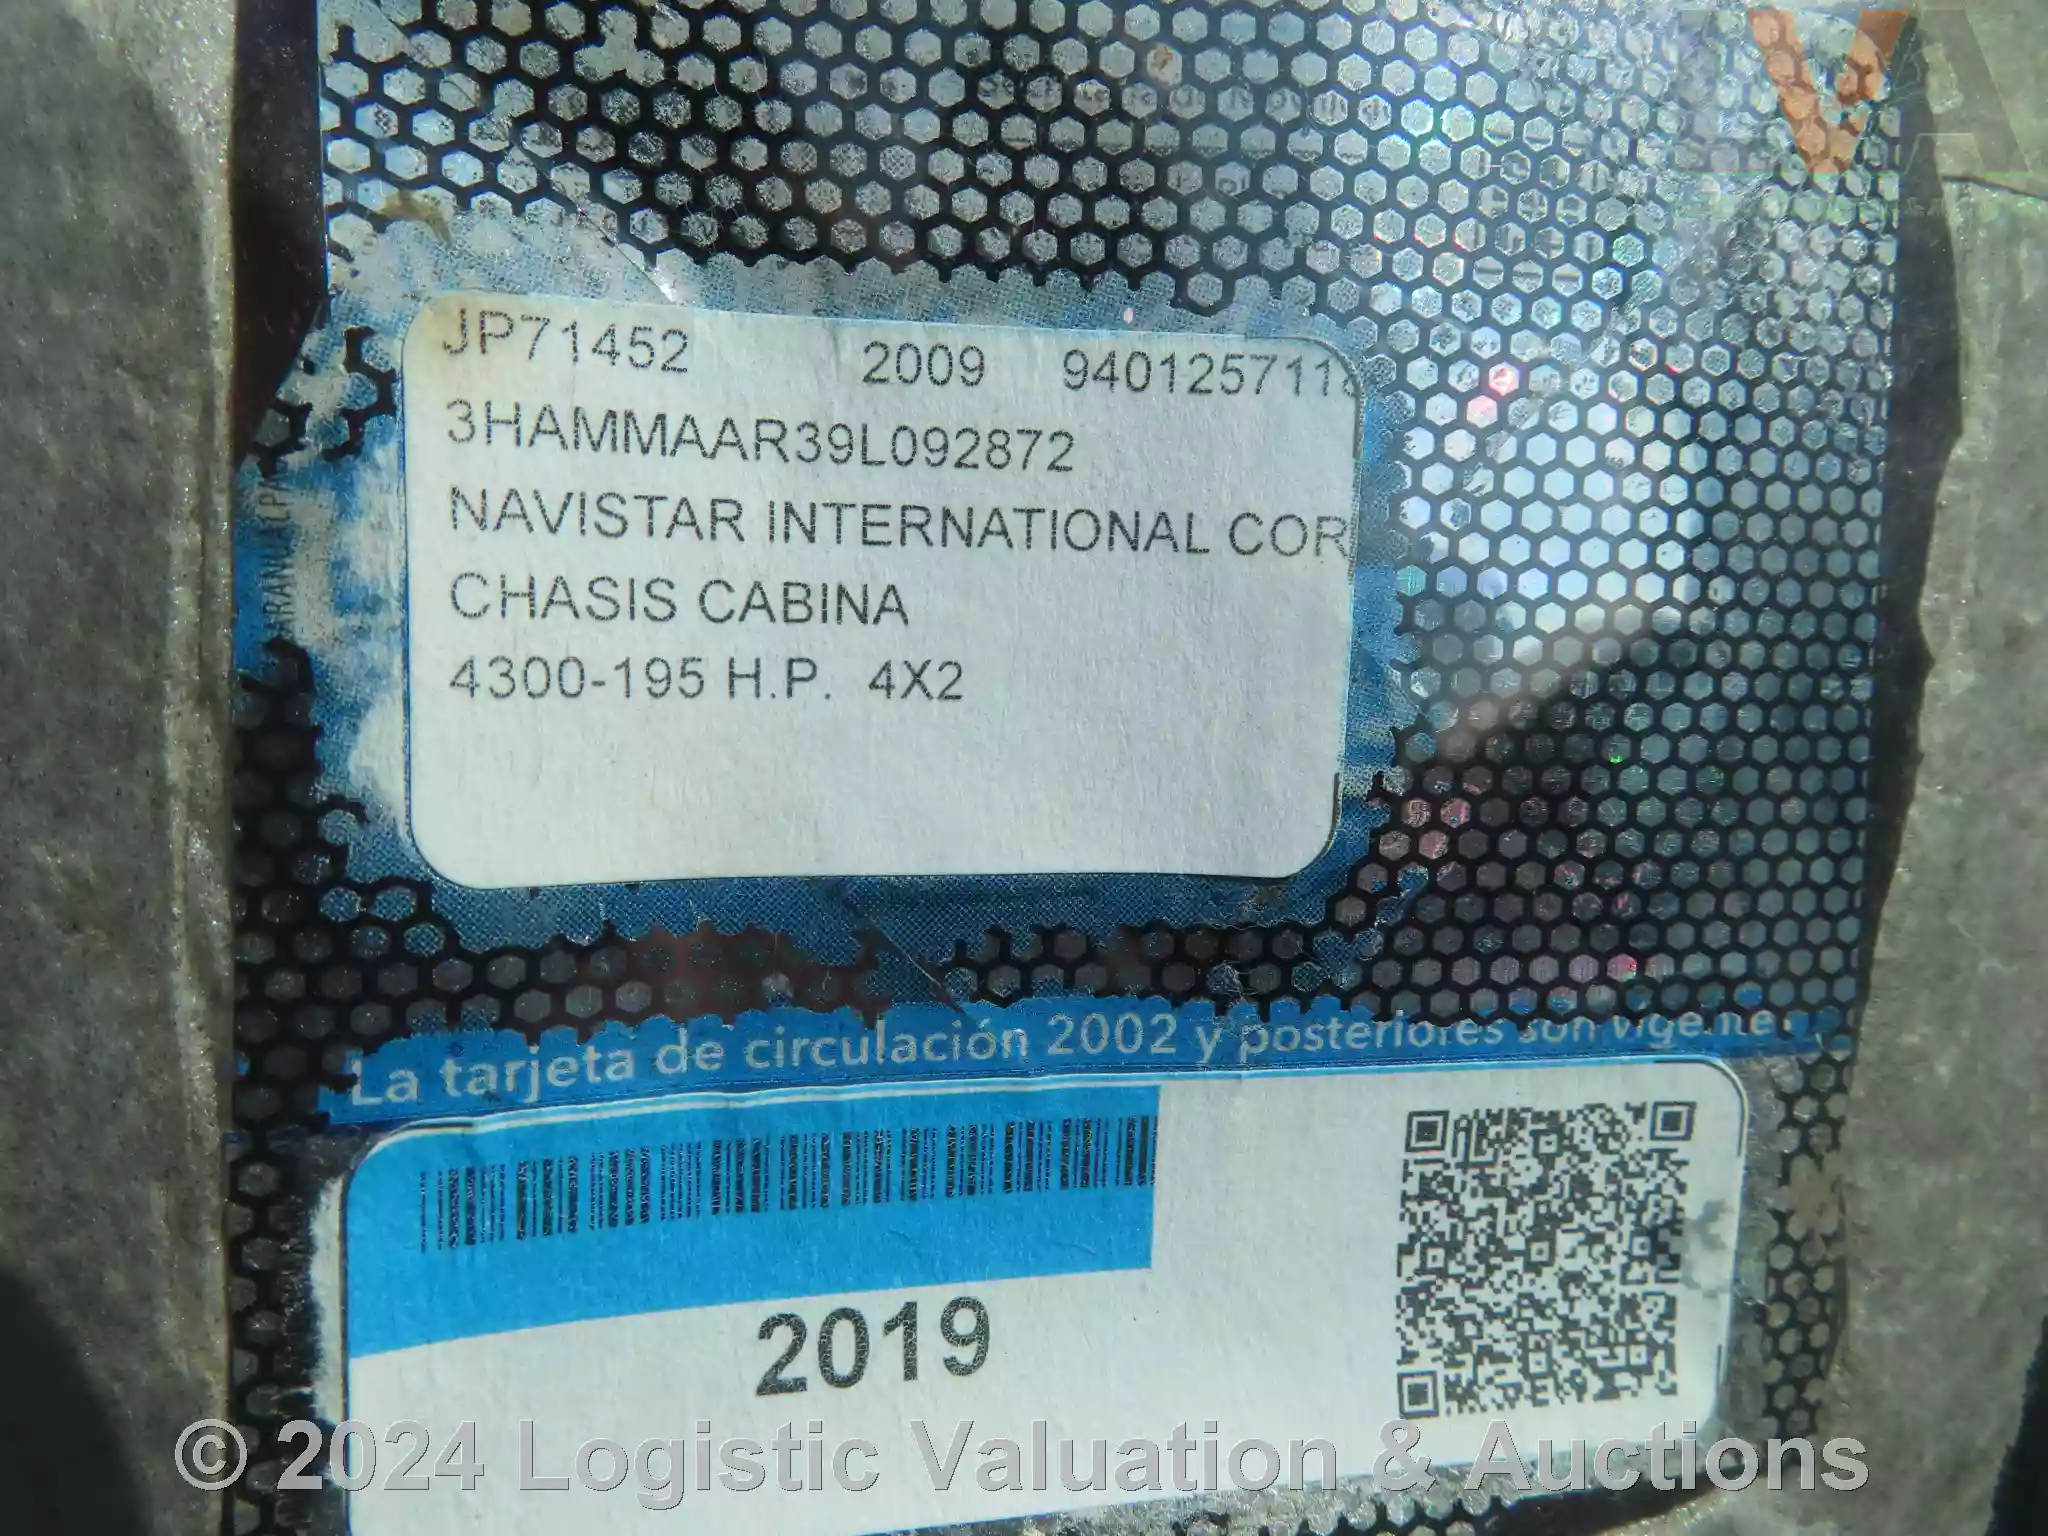 JP71452 2009 940125711
3HAMMAAR39L092872
NAVISTAR INTERNATIONAL COR
CHASIS CABINA
4300-195 H.P. 4X2
La tarjeta de circulación 2002 y posteriores son vigente
2019
© 2024 Logistic Valuation & Auctions